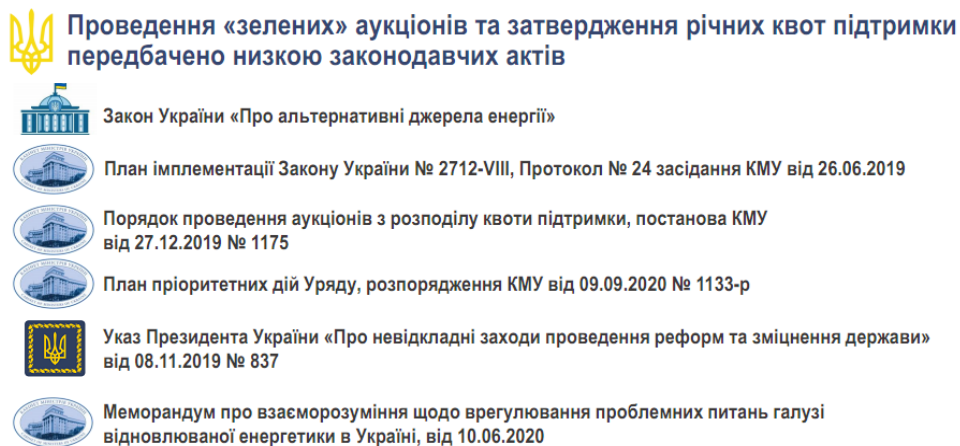 Проведення «зелених» аукціонів та затвердження річних квот підтримки
передбачено низкою законодавчих актів
Закон України «Про альтернативні джерела енергії»
План імплементації Закону України № 2712-VIII, Протокол № 24 засідання КМУ від 26.06.2019
Порядок проведення аукціонів з розподілу квоти підтримки, постанова КМУ
від 27.12.2019 № 1175
План пріоритетних дій Уряду, розпорядження КМУ від 09.09.2020 № 1133-р
Указ Президента України «Про невідкладні заходи проведення реформ та зміцнення держави»
від 08.11.2019 № 837
Меморандум про взаєморозуміння щодо врегулювання проблемних питань галузі
відновлюваної енергетики в Україні, від 10.06.2020